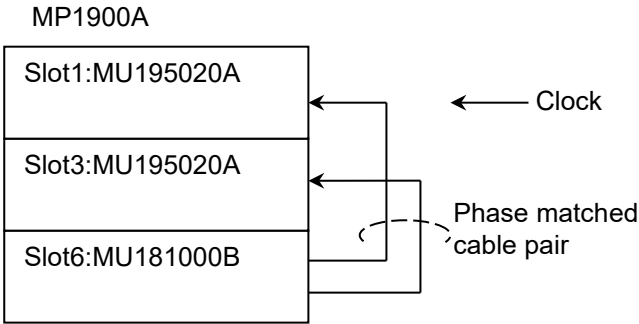 MP1900A
Slot1:MU195020A
Clock
Slot3:MU195020A
Phase matched
cable pair
Slot6:MU181000B